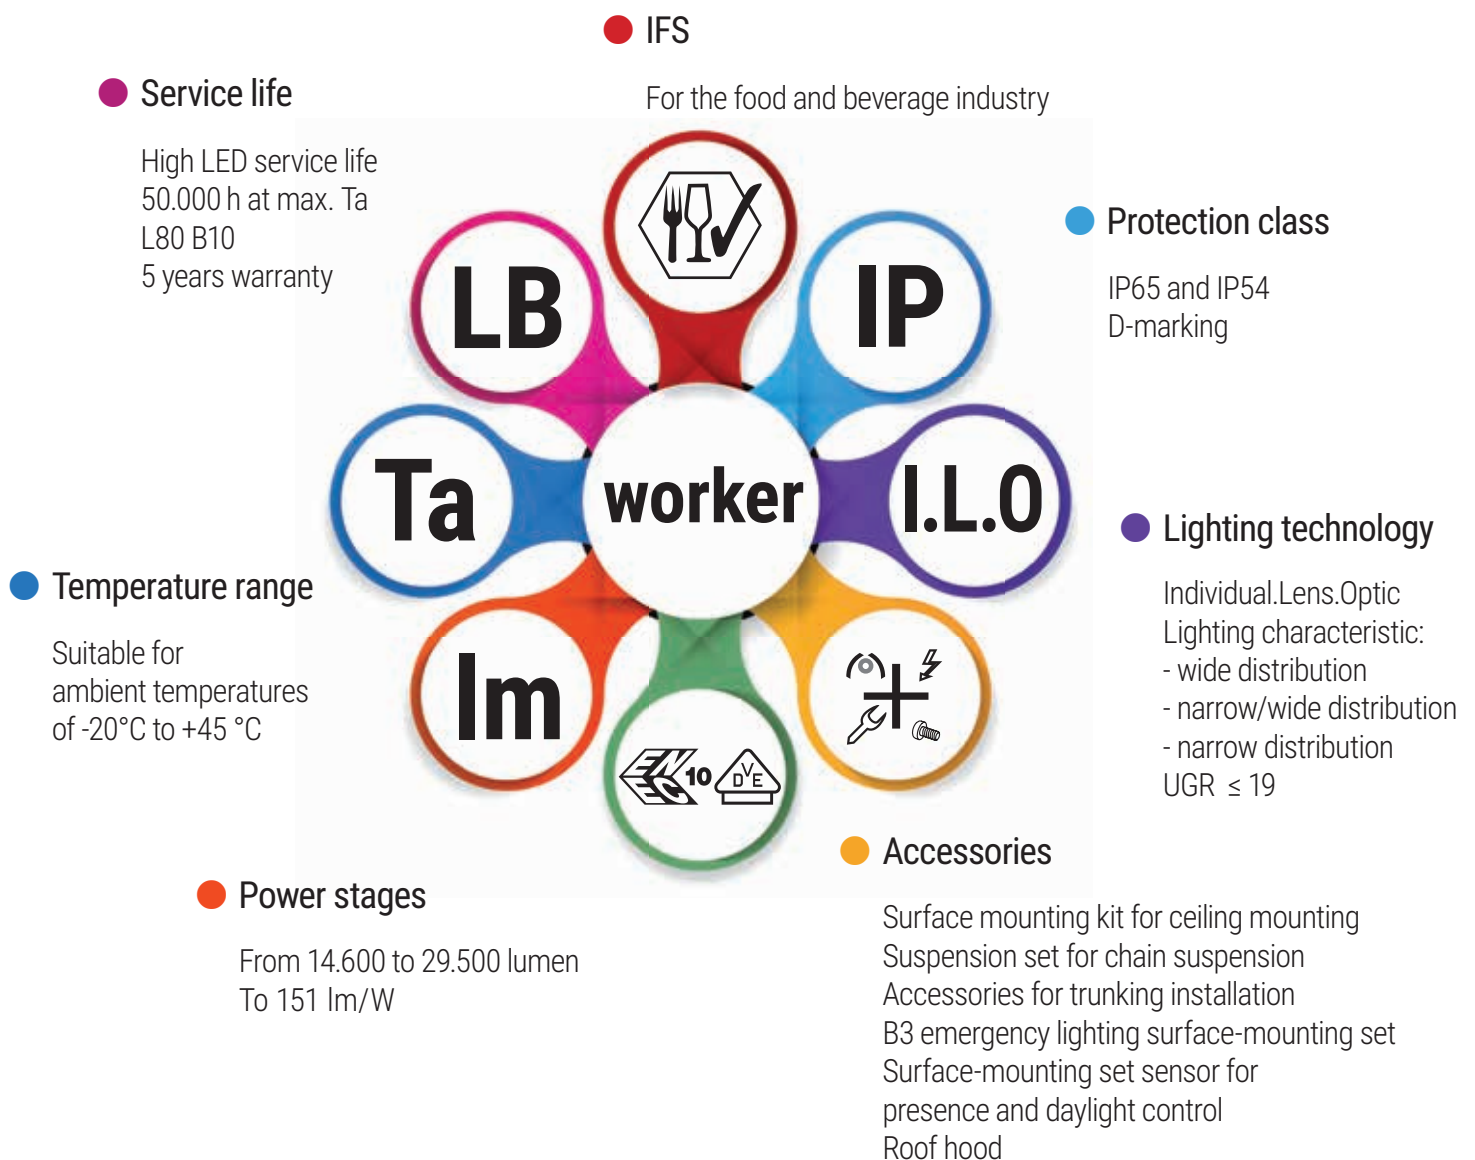 IFS
For the food and beverage industry
Service life
High LED service life
50.000 h at max. Ta
L80 B10
5 years warranty
Protection class
IP65 and IP54
D-marking
LB
IP
Ta
worker
I.L.O
Lighting technology
Individual.Lens.Optic
Lighting characteristic:
- wide distribution
- narrow/wide distribution
- narrow distribution
UGR ≤ 19
Temperature range
Suitable for
ambient temperatures
of -20°C to +45 °C
lm
ENEC 10
DVE
Accessories
Surface mounting kit for ceiling mounting
Suspension set for chain suspension
Accessories for trunking installation
B3 emergency lighting surface-mounting set
Surface-mounting set sensor for
presence and daylight control
Roof hood
Power stages
From 14.600 to 29.500 lumen
To 151 lm/W